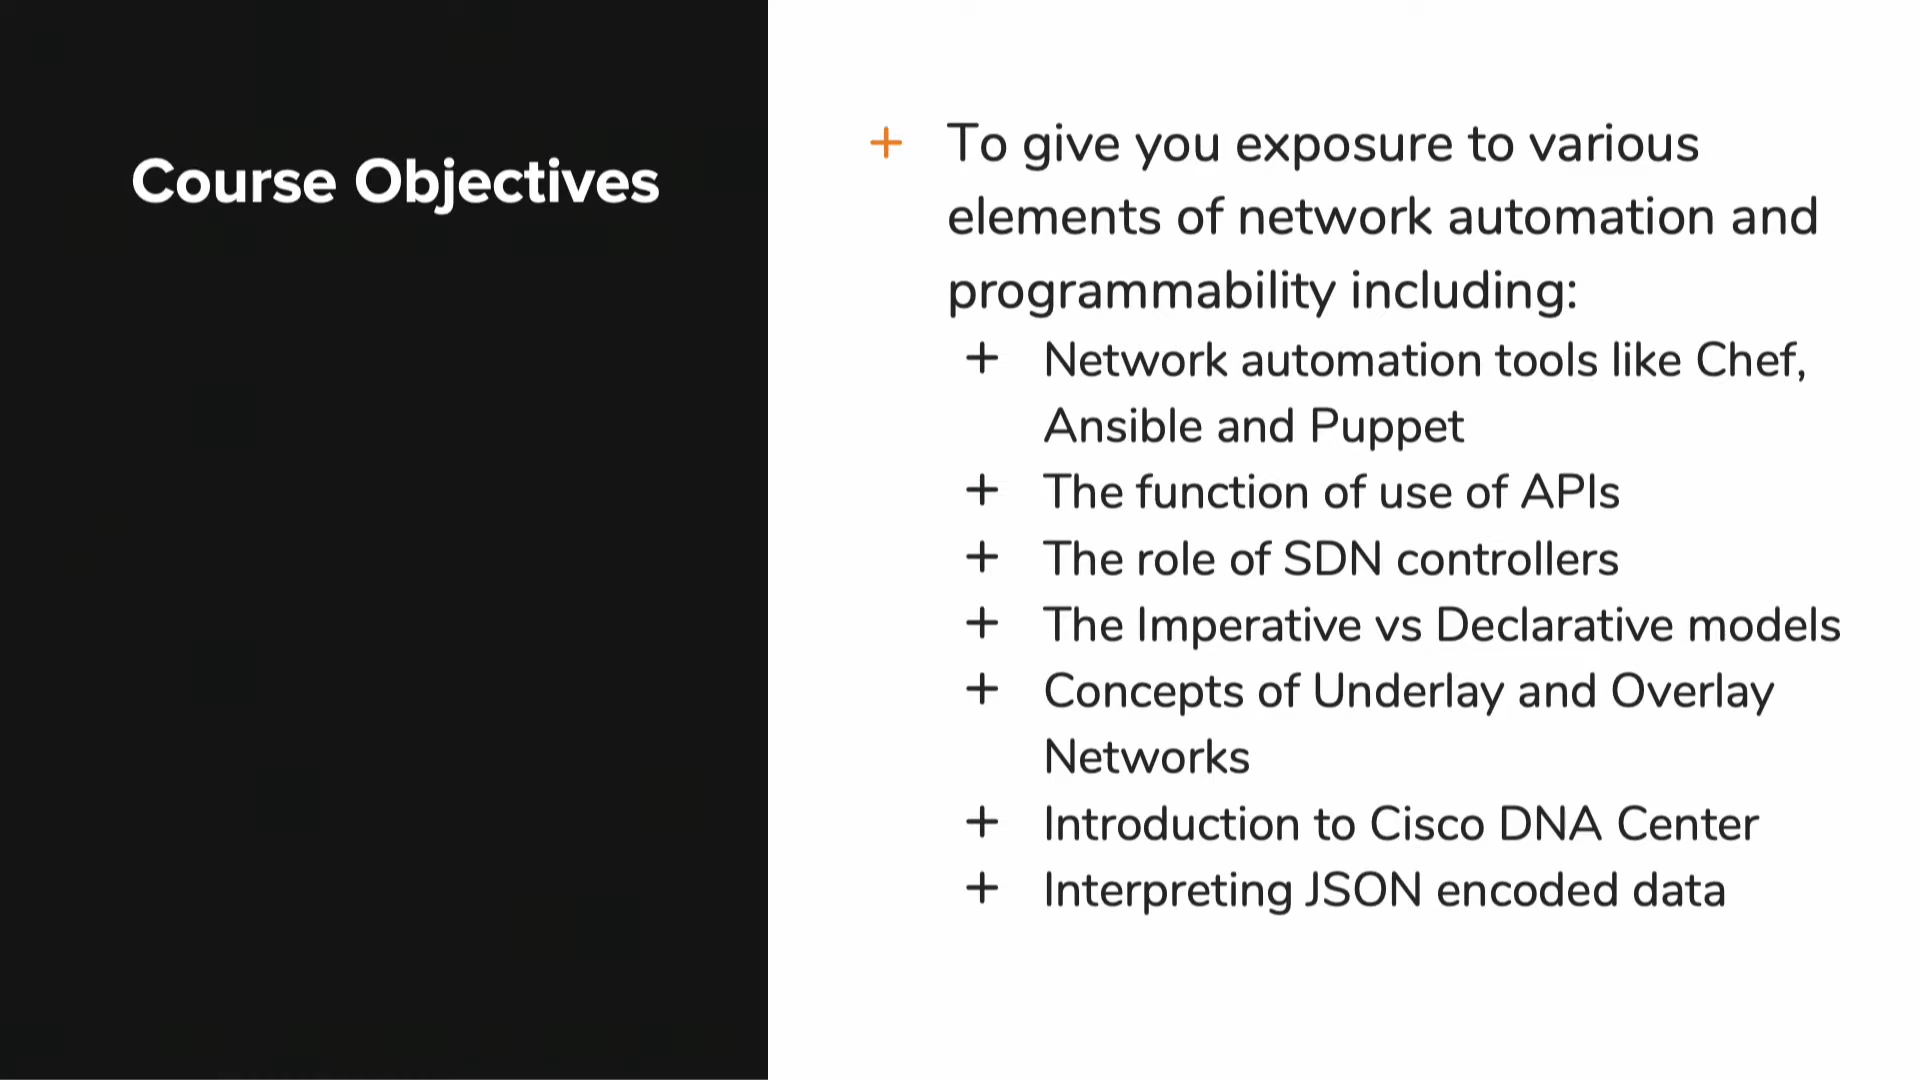 Course Objectives
+ To give you exposure to various
elements of network automation and
programmability including:
+ Network automation tools like Chef,
Ansible and Puppet
+ The function of use of APIs
+ The role of SDN controllers
+ The Imperative vs Declarative models
+ Concepts of Underlay and Overlay
Networks
+ Introduction to Cisco DNA Center
+ Interpreting JSON encoded data